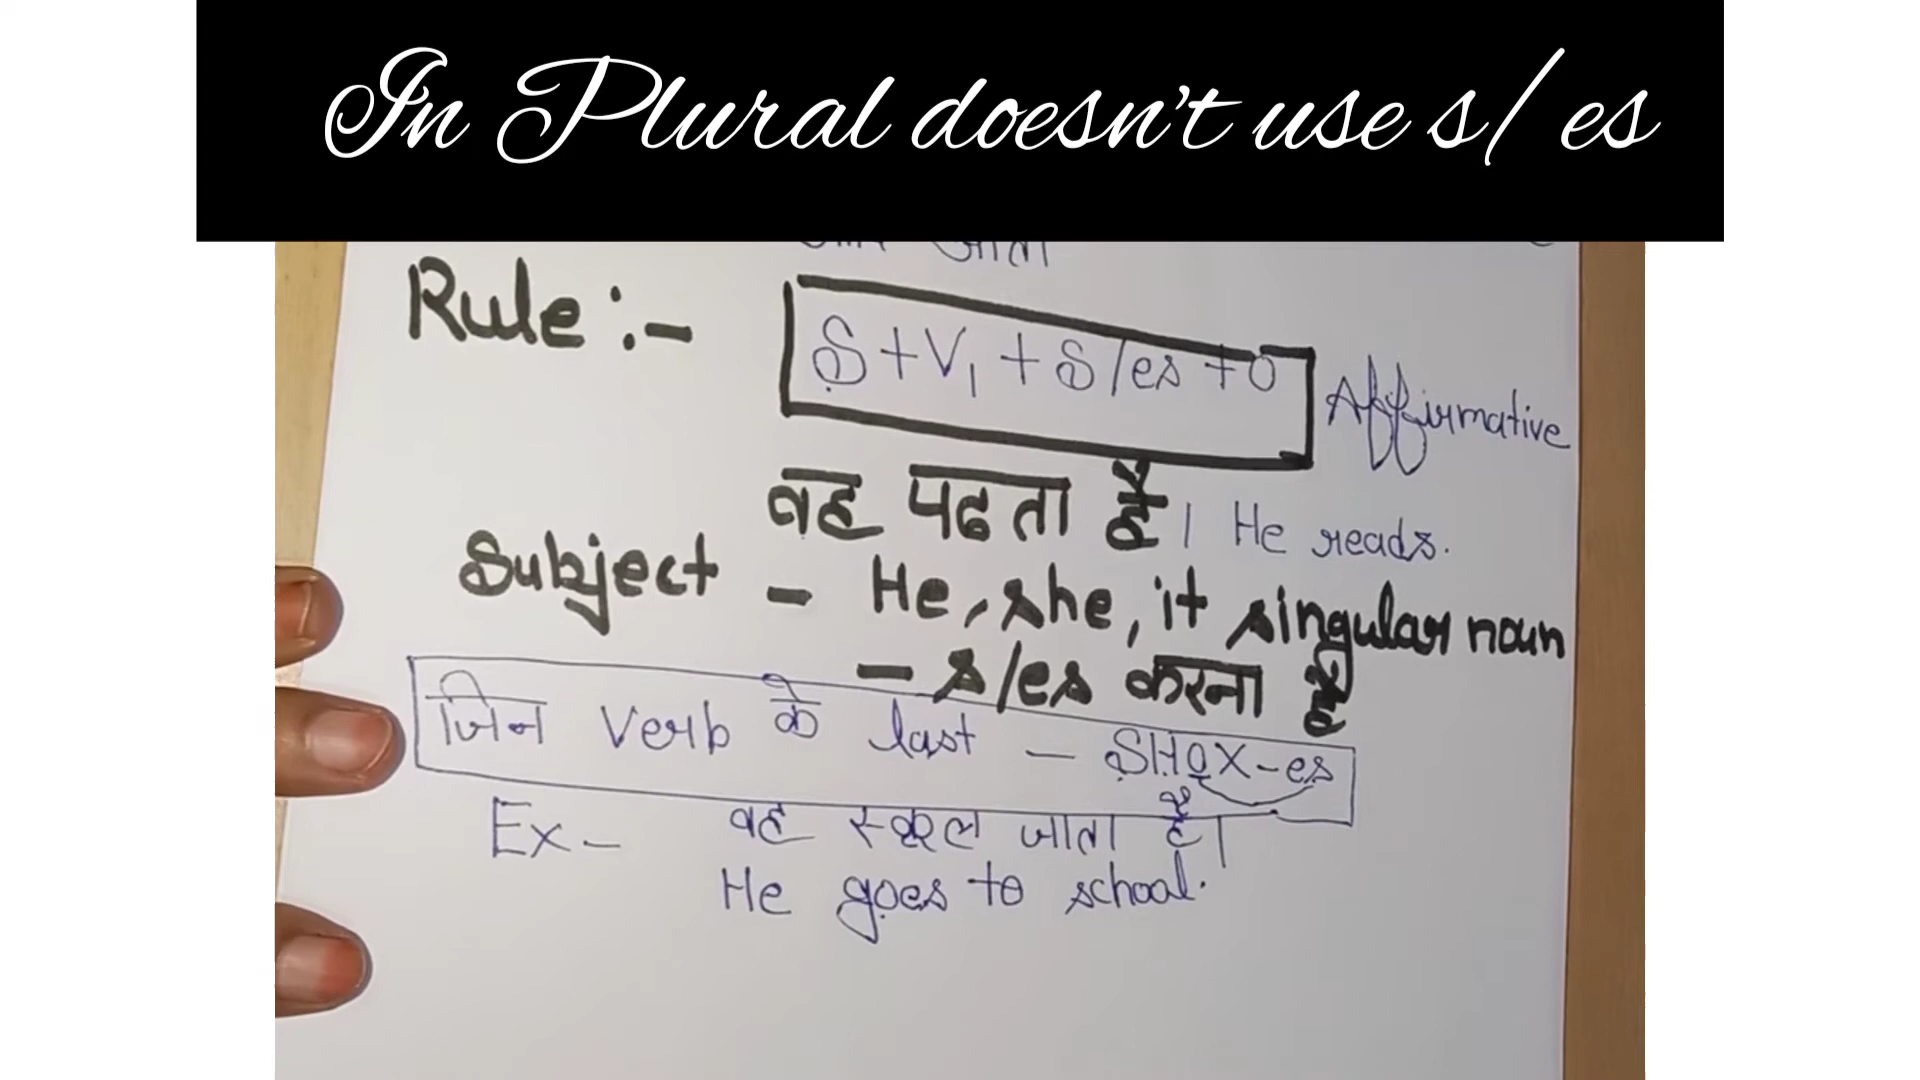 In Plural doesn't use s/es
Rule :-
S + V1 + S/es + O
Affirmative
वह पढता है। He reads.
Subject - He, she, it singular noun
- s/es करना है
जिन Verb के last - SHOX-es
Ex - वह स्कूल जाता है।
He goes to school.